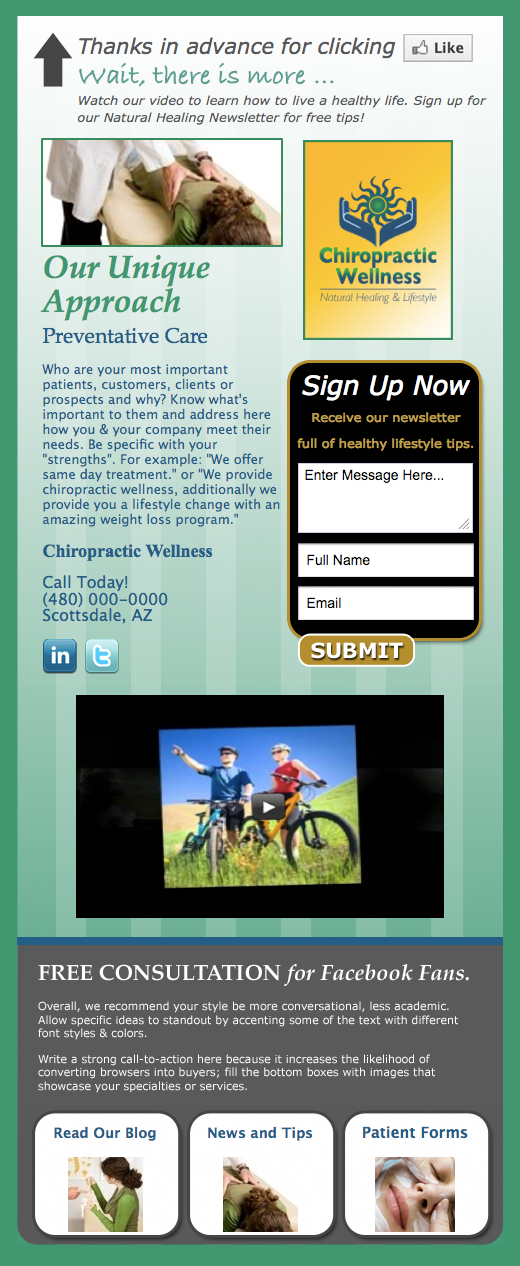 Thanks in advance for clicking
Like
Wait, there is more ...
Watch our video to learn how to live a healthy life. Sign up for
our Natural Healing Newsletter for free tips!
Chiropractic
Wellness
Natural Healing & Lifestyle
Our Unique
Approach
Preventative Care
Who are your most important
patients, customers, clients or
prospects and why? Know what's
important to them and address here
how you & your company meet their
needs. Be specific with your
"strengths". For example: "We offer
same day treatment." or "We provide
chiropractic wellness, additionally we
provide you a lifestyle change with an
amazing weight loss program."
Chiropractic Wellness
Call Today!
(480) 000-0000
Scottsdale, AZ
in
t
Sign Up Now
Receive our newsletter
full of healthy lifestyle tips.
Enter Message Here...
Full Name
Email
SUBMIT
FREE CONSULTATION for Facebook Fans.
Overall, we recommend your style be more conversational, less academic.
Allow specific ideas to standout by accenting some of the text with different
font styles & colors.
Write a strong call-to-action here because it increases the likelihood of
converting browsers into buyers; fill the bottom boxes with images that
showcase your specialties or services.
Read Our Blog
News and Tips
Patient Forms